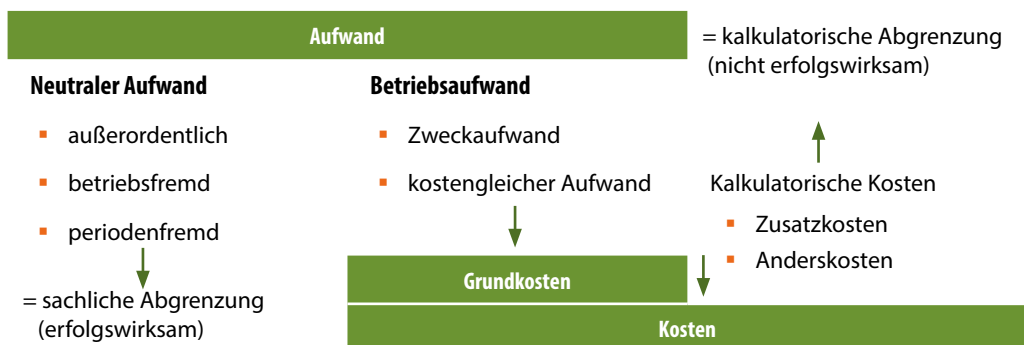 Aufwand
= kalkulatorische Abgrenzung
(nicht erfolgswirksam)
Neutraler Aufwand
▪ außerordentlich
▪ betriebsfremd
▪ periodenfremd
= sachliche Abgrenzung
(erfolgswirksam)
Betriebsaufwand
▪ Zweckaufwand
▪ kostengleicher Aufwand
Kalkulatorische Kosten
▪ Zusatzkosten
▪ Anderskosten
Grundkosten
Kosten